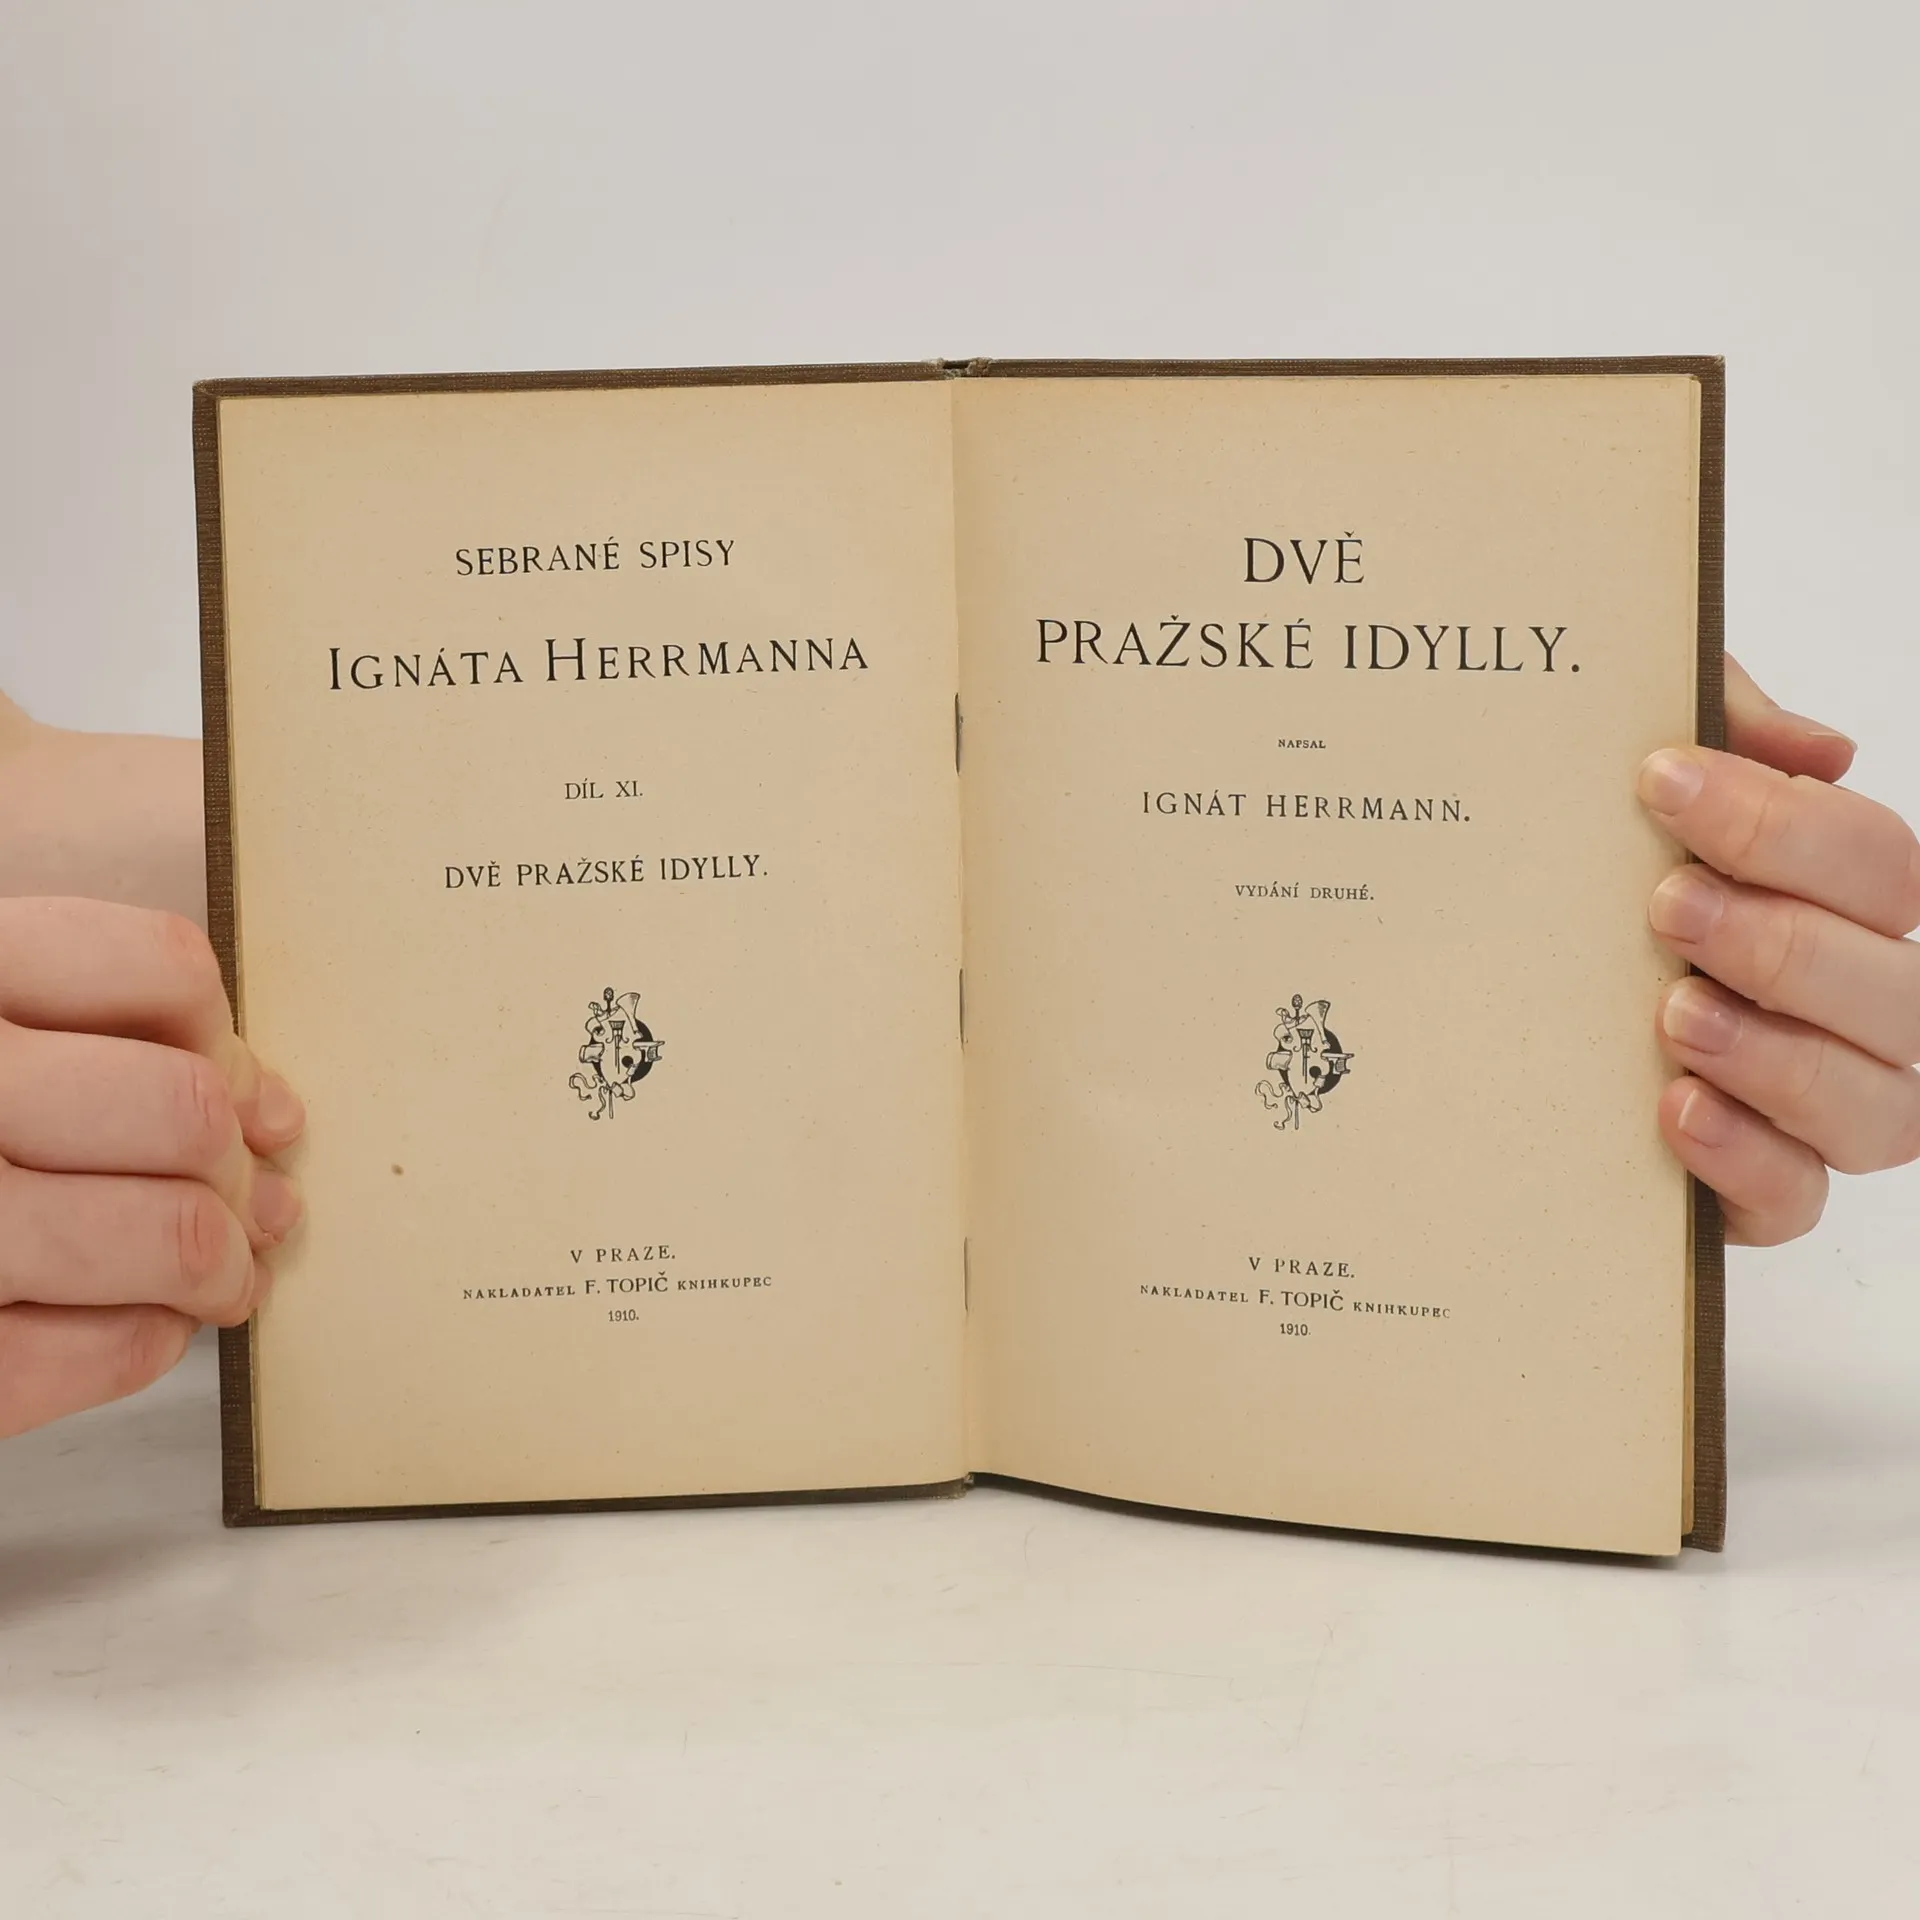 SEBRANÉ SPISY
IGNÁTA HERRMANNA
DÍL XI.
DVĚ PRAŽSKÉ IDYLLY.
V PRAZE.
NAKLADATEL F. TOPIČ KNIHKUPEC
1910.
DVĚ
PRAŽSKÉ IDYLLY.
NAPSAL
IGNÁT HERRMANN.
VYDÁNÍ DRUHÉ.
V PRAZE.
NAKLADATEL F. TOPIČ KNIHKUPEC
1910.